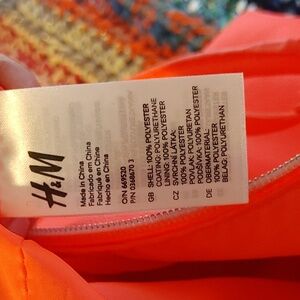 H&M
Made in China
Fabricado em China
Fabriqué en Chine
Hecho en China
O/N 669530
P/N 0368670 3
GB SHELL: 100% POLYESTER
COATING: POLYURETHANE
LINING: 100% POLYESTER
CZ SVRCHNÍ LÁTKA:
100% POLYESTER
POVLAK: POLYURETAN
PODŠÍVKA: 100% POLYESTER
DE OBERMATERIAL:
100% POLYESTER
BELAG: POLYURETHAN